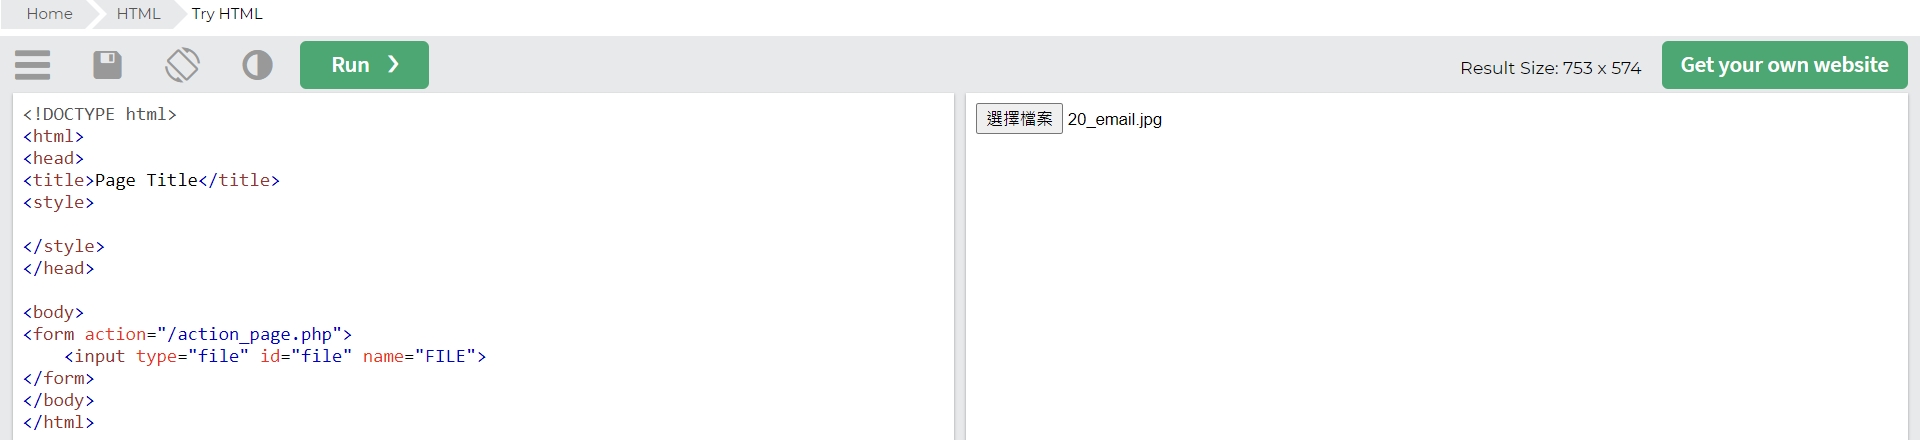 Home HTML Try HTML
Run ❯ Result Size: 753 x 574 Get your own website
<!DOCTYPE html>
<html>
<head>
<title>Page Title</title>
<style>

</style>
</head>

<body>
<form action="/action_page.php">
    <input type="file" id="file" name="FILE">
</form>
</body>
</html>
選擇檔案 20_email.jpg